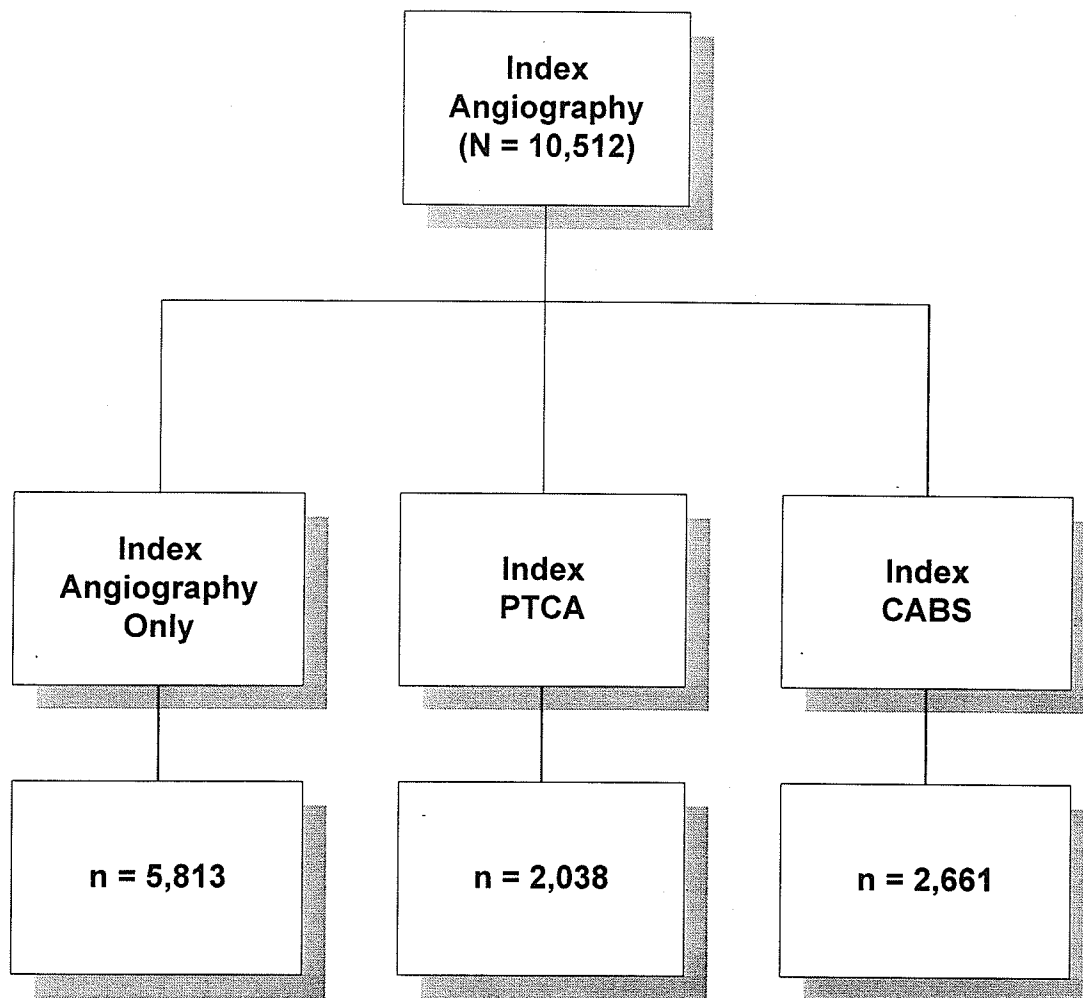 Index
Angiography
(N = 10,512)
Index
Angiography
Only
Index
PTCA
Index
CABS
n = 5,813
n = 2,038
n = 2,661